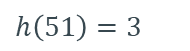 h(51) = 3